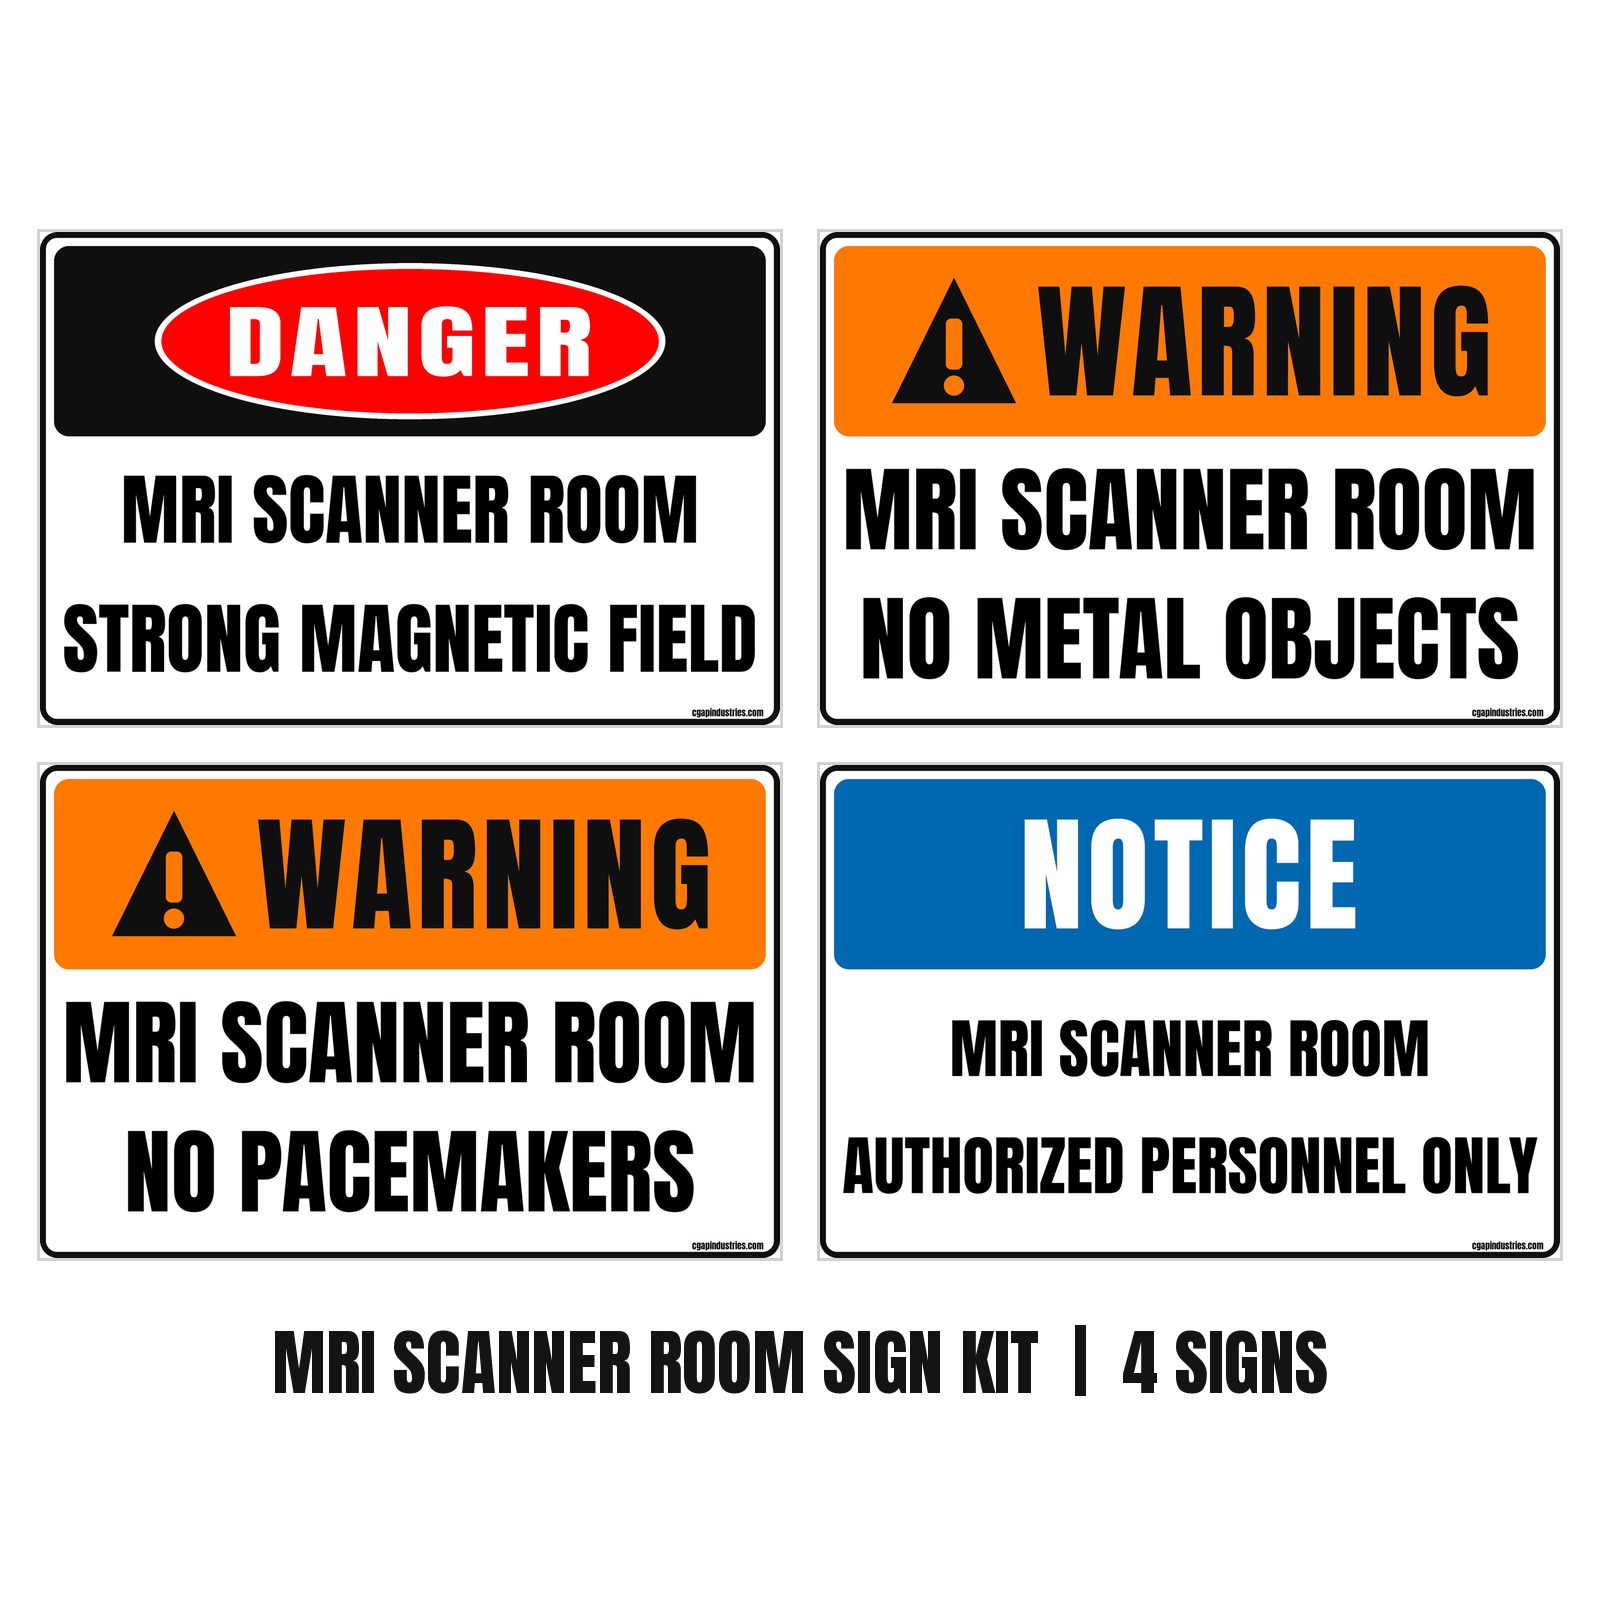 DANGER
MRI SCANNER ROOM
STRONG MAGNETIC FIELD
cgapindustries.com
WARNING
MRI SCANNER ROOM
NO METAL OBJECTS
cgapindustries.com
WARNING
MRI SCANNER ROOM
NO PACEMAKERS
cgapindustries.com
NOTICE
MRI SCANNER ROOM
AUTHORIZED PERSONNEL ONLY
cgapindustries.com
MRI SCANNER ROOM SIGN KIT | 4 SIGNS